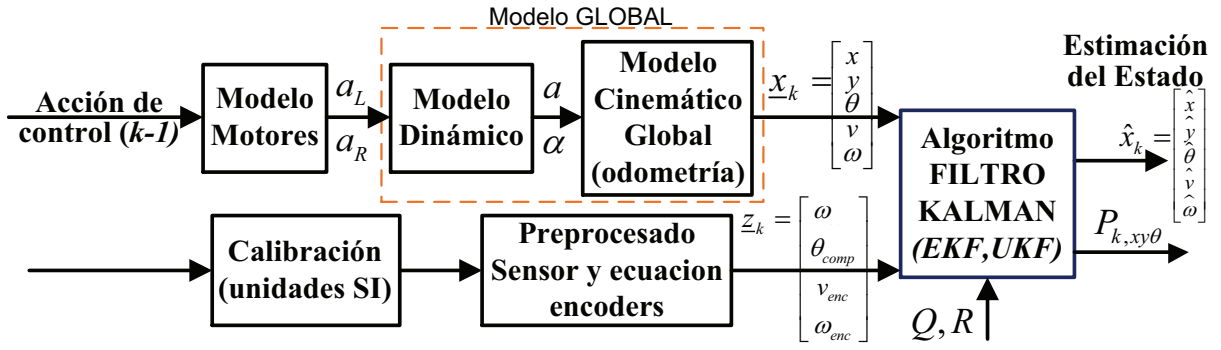 Modelo GLOBAL
Acción de
control (k-1)
Modelo
Motores
a_L
a_R
Modelo
Dinámico
a
α
Modelo
Cinemático
Global
(odometría)
x_k = [x
y
θ
v
ω]
Calibración
(unidades SI)
Preprocesado
Sensor y ecuacion
encoders
z_k = [ω
θ_comp
v_enc
ω_enc]
Algoritmo
FILTRO
KALMAN
(EKF,UKF)
Q, R
Estimación
del Estado
x̂_k = [x̂
ŷ
θ̂
v̂
ω̂]
P_k,xyθ